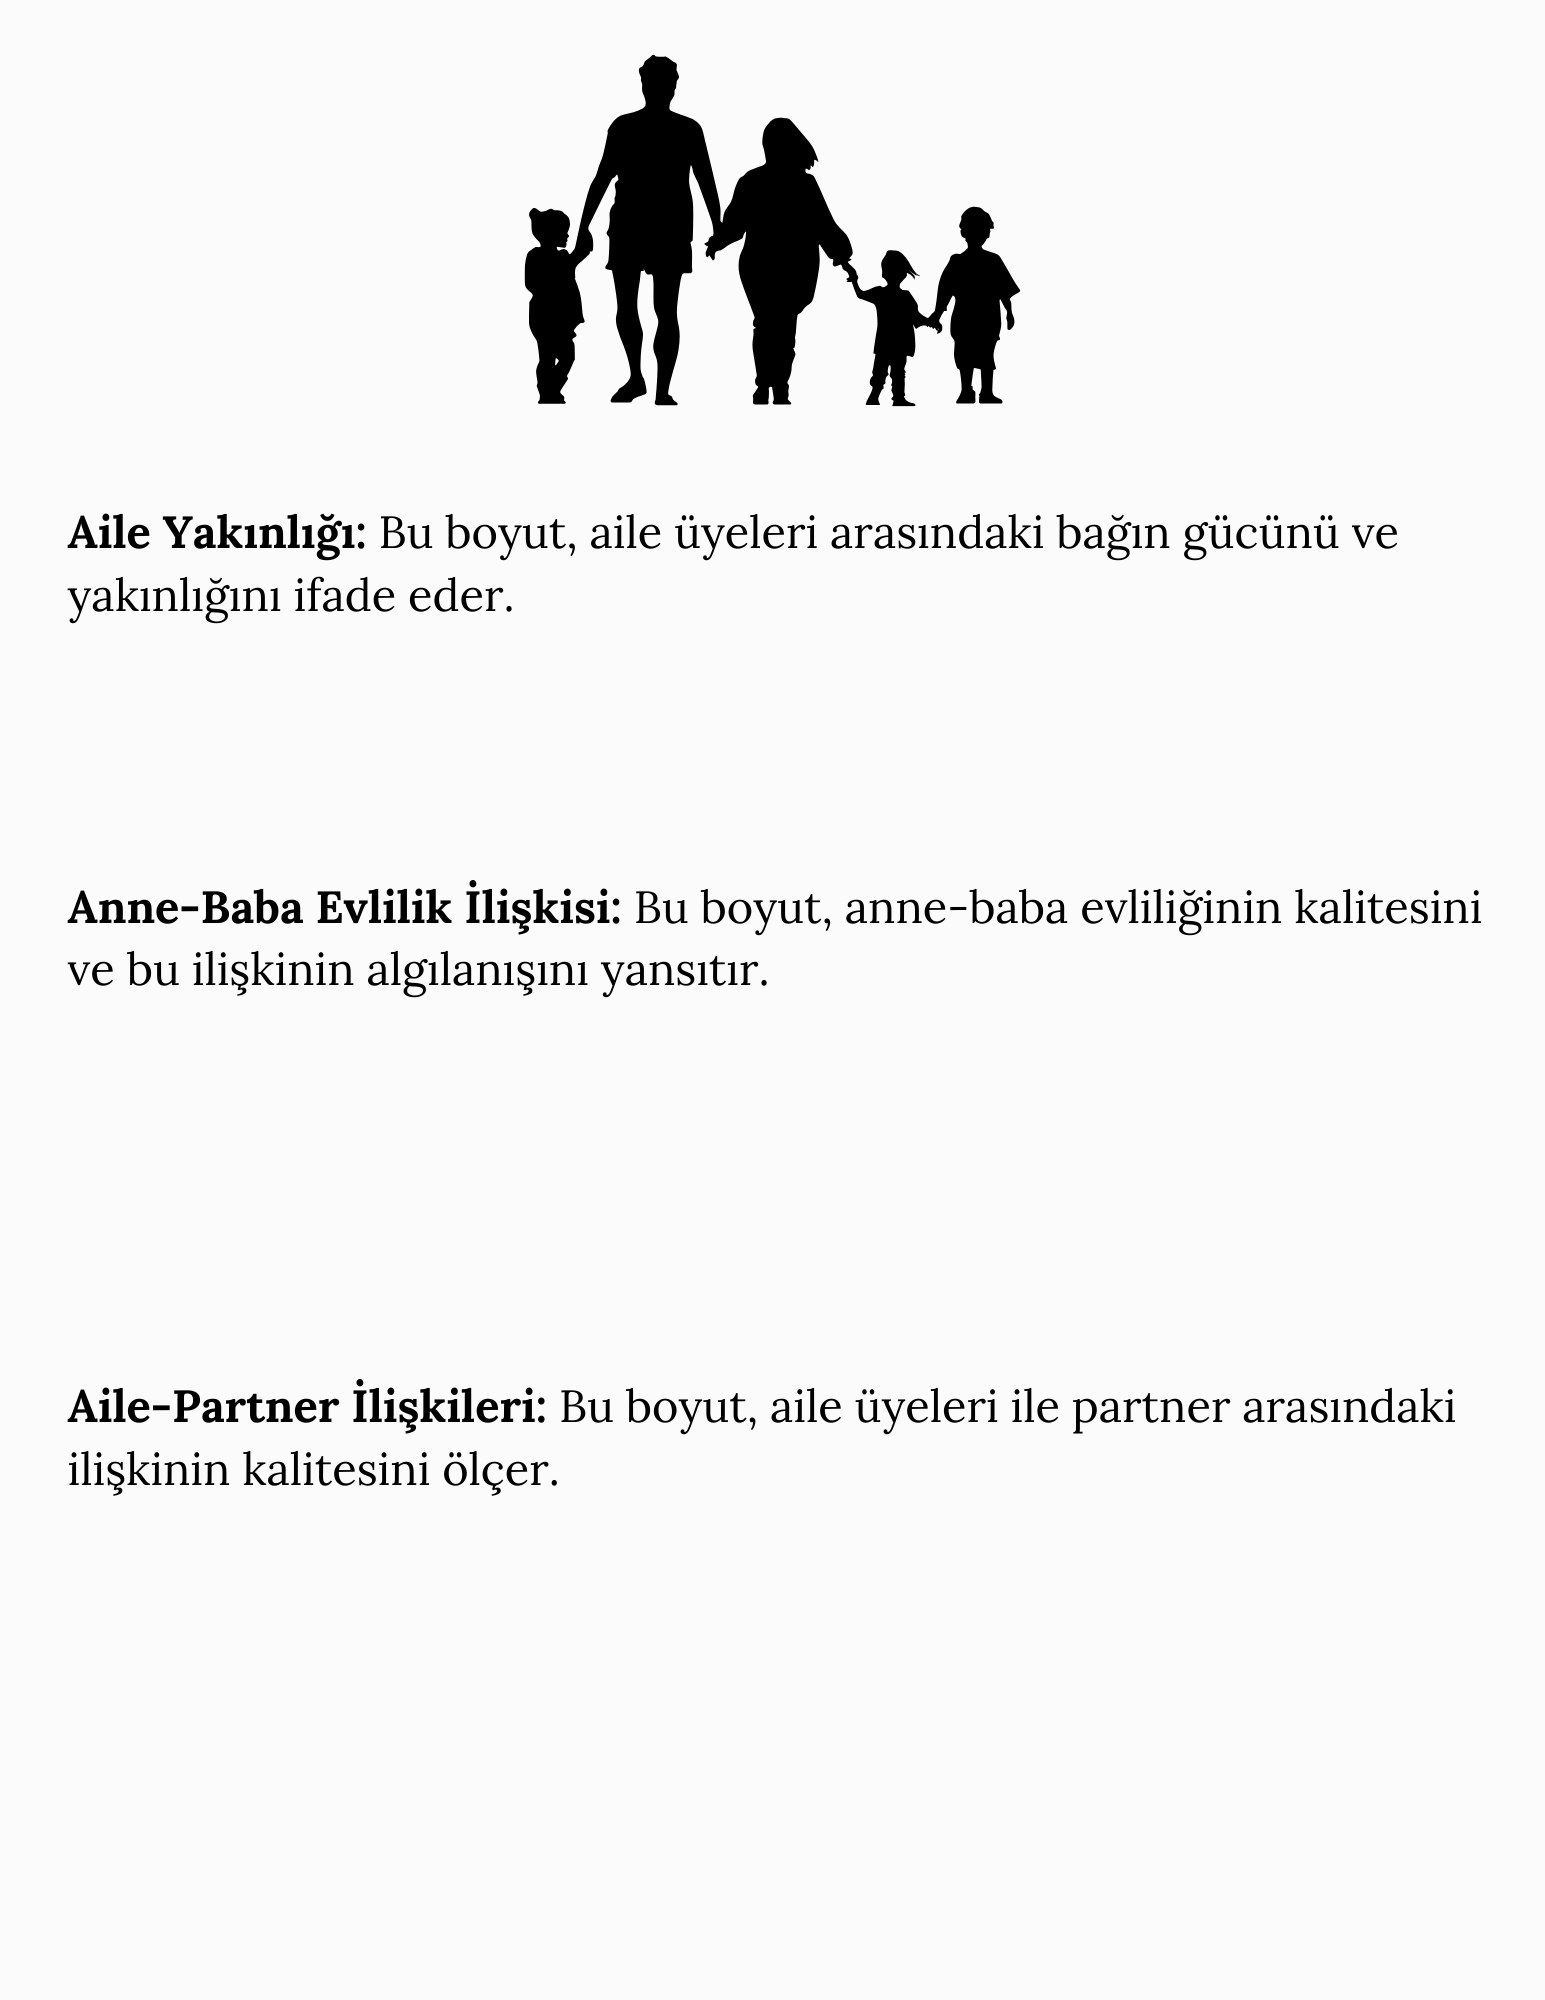 Aile Yakınlığı: Bu boyut, aile üyeleri arasındaki bağın gücünü ve
yakınlığını ifade eder.
Anne-Baba Evlilik İlişkisi: Bu boyut, anne-baba evliliğinin kalitesini
ve bu ilişkinin algılanışını yansıtır.
Aile-Partner İlişkileri: Bu boyut, aile üyeleri ile partner arasındaki
ilişkinin kalitesini ölçer.